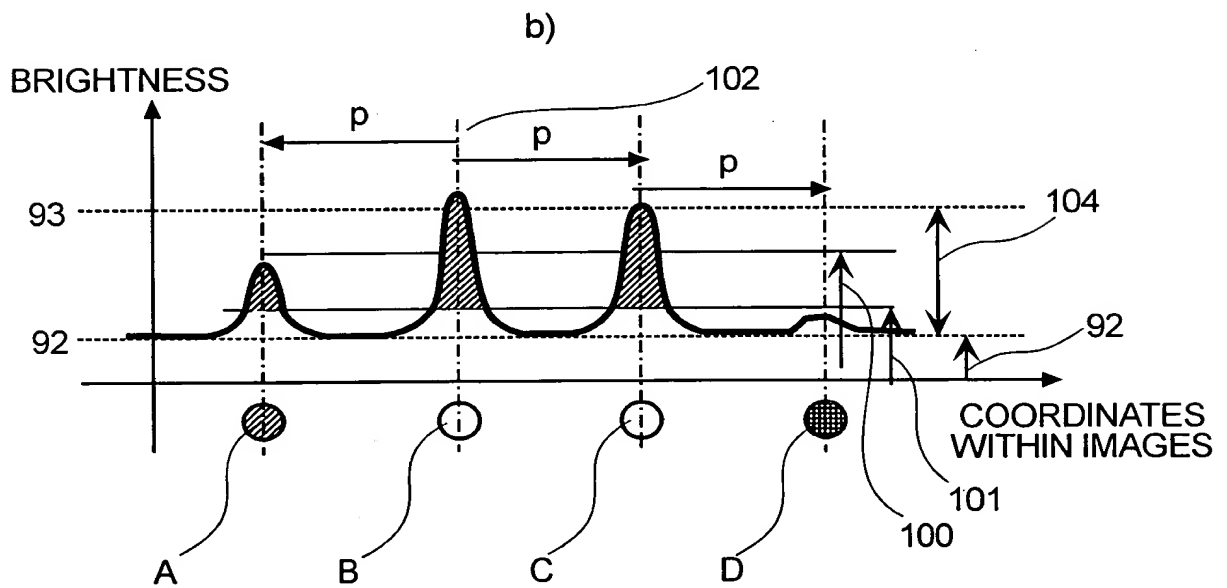 b)
BRIGHTNESS
102
p
p
p
93
104
92
92
COORDINATES
WITHIN IMAGES
101
100
A
B
C
D